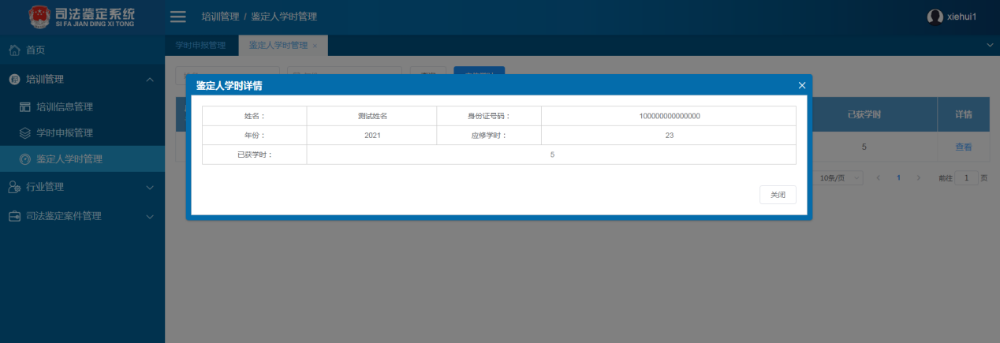 司法鉴定系统
SI FA JIAN DING XI TONG
培训管理 / 鉴定人学时管理
xiehui1
首页
学时申报管理
鉴定人学时管理 ×
培训管理
培训信息管理
学时申报管理
鉴定人学时管理
行业管理
司法鉴定案件管理
鉴定人学时详情
姓名： 测试姓名 身份证号码： 100000000000000
年份： 2021 应修学时： 23
已获学时： 5
关闭
已获学时 详情
5 查看
10条/页 < 1 > 前往 1 页